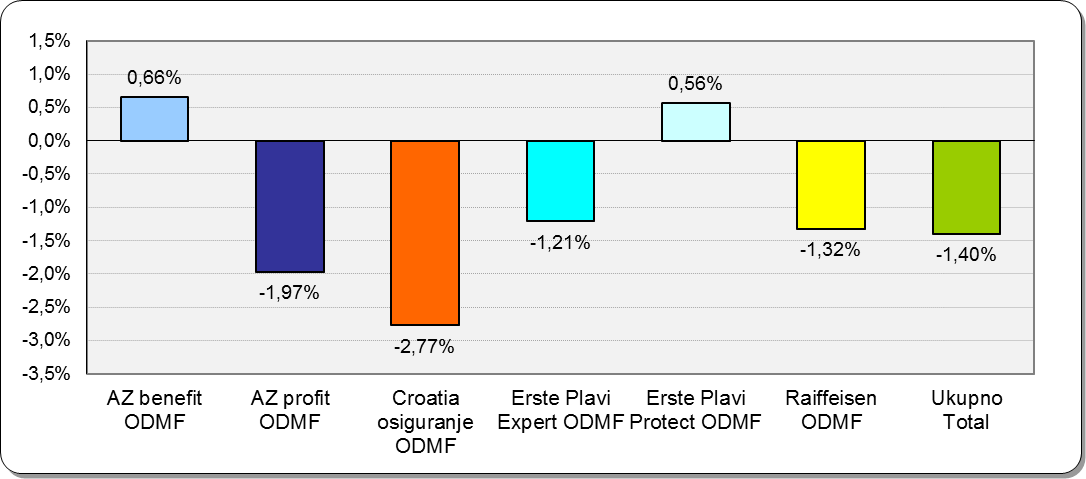 1,5%
1,0%
0,5%
0,0%
-0,5%
-1,0%
-1,5%
-2,0%
-2,5%
-3,0%
-3,5%
0,66%
-1,97%
-2,77%
-1,21%
0,56%
-1,32%
-1,40%
AZ benefit
ODMF
AZ profit
ODMF
Croatia
osiguranje
ODMF
Erste Plavi
Expert ODMF
Erste Plavi
Protect ODMF
Raiffeisen
ODMF
Ukupno
Total